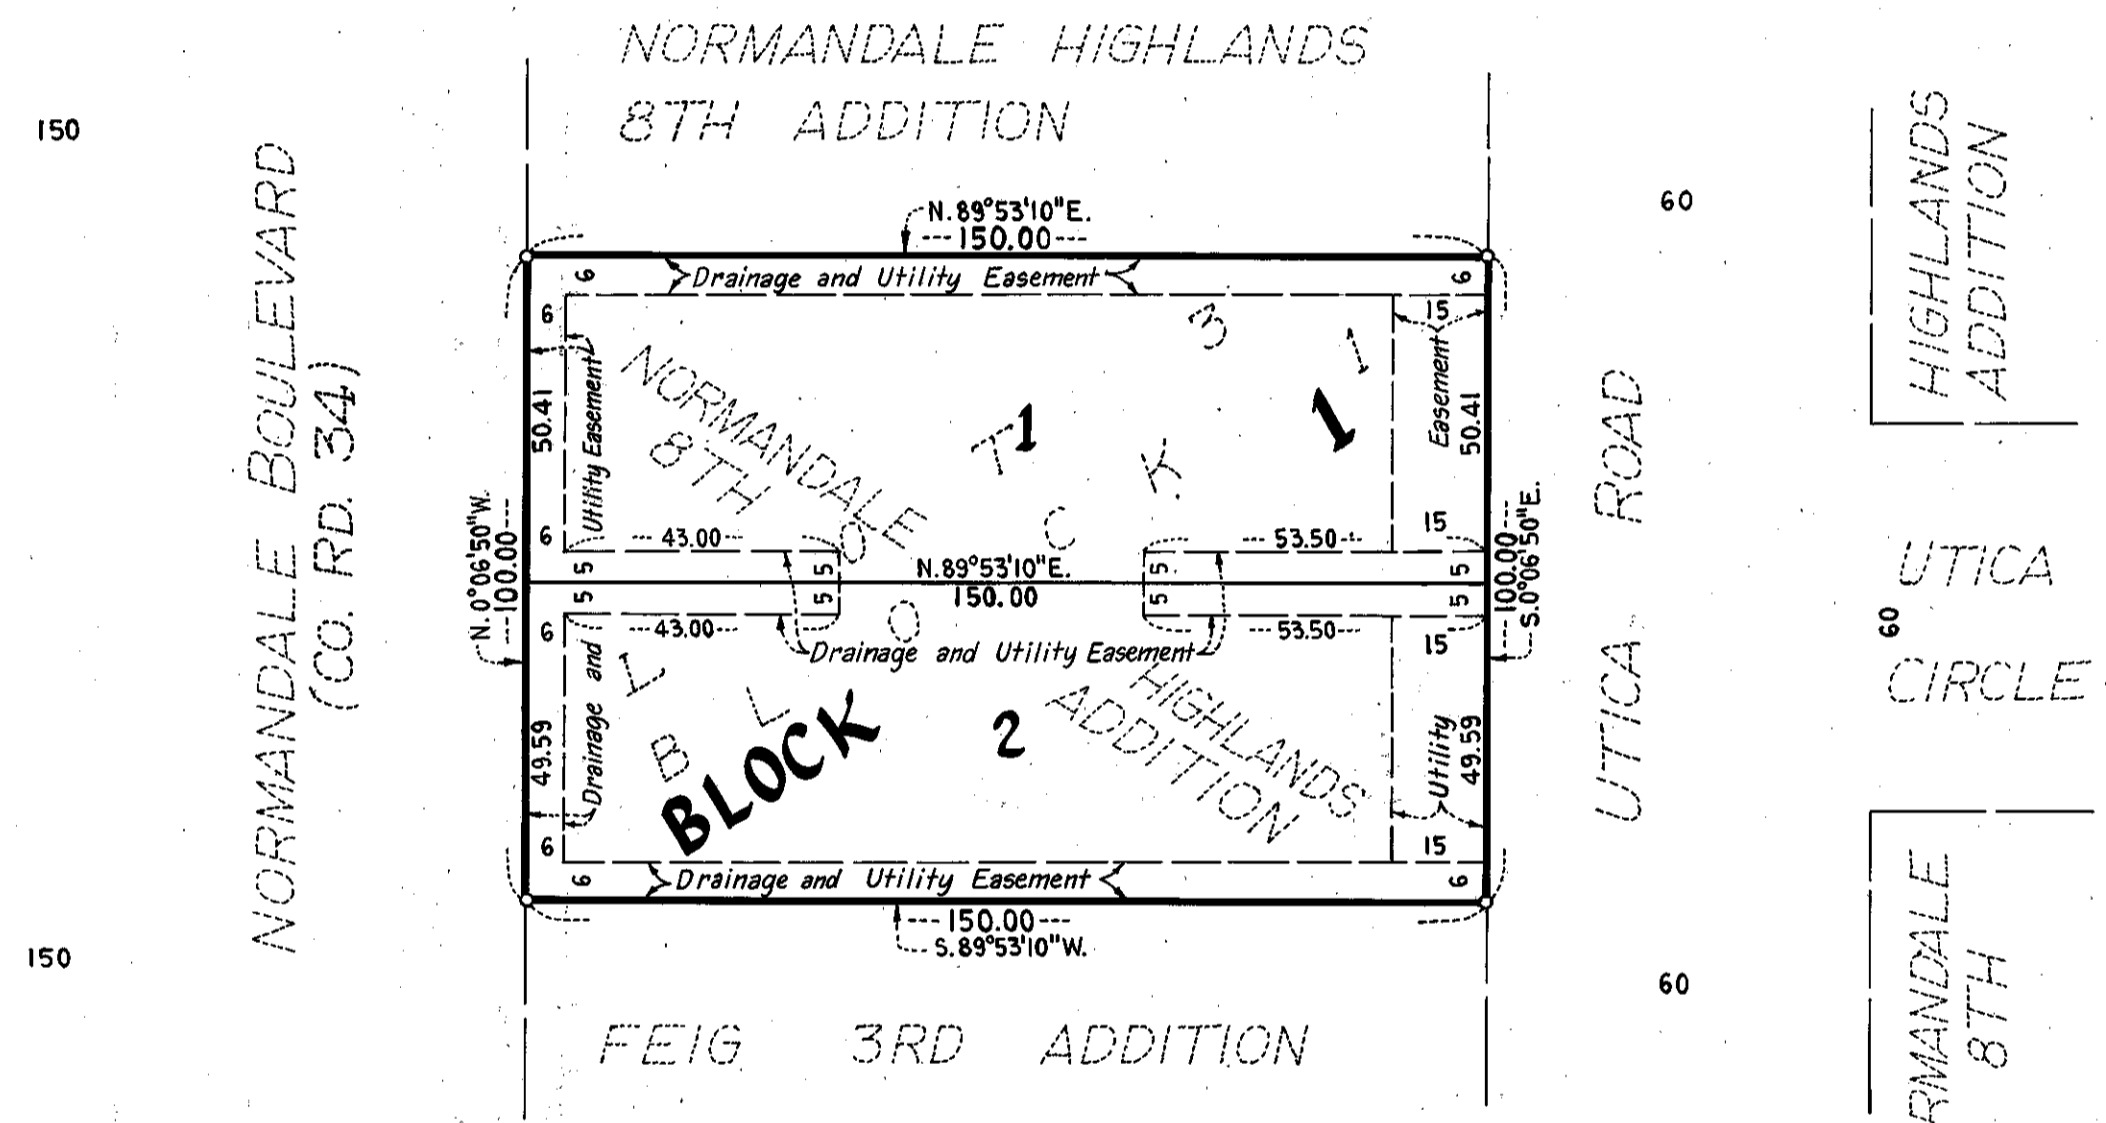 NORMANDALE HIGHLANDS
8TH ADDITION
150
60
HIGHLANDS
ADDITION
NORMANDALE BOULEVARD
(CO. RD. 34)
N.89°53'10"E.
---150.00---
6
Drainage and Utility Easement
6
6
15
3
1
Utility Easement
50.41
NORMANDALE
8TH
1
T
K
1
Easement
50.41
UTICA ROAD
6
--- 43.00---
O
C
--- 53.50---
15
N.0°06'50"W.
---100.00---
5
5
N.89°53'10"E.
5
5
---100.00---
S.0°06'50"E.
UTICA
60
CIRCLE
5
5
150.00
5
5
6
---43.00---
O
---53.50---
15
Drainage and Utility Easement
L
L
B
Drainage and
49.59
BLOCK
2
HIGHLANDS
ADDITION
Utility
49.59
6
15
6
Drainage and Utility Easement
6
---150.00---
S.89°53'10"W.
150
60
FEIG 3RD ADDITION
RMANDALE
8TH